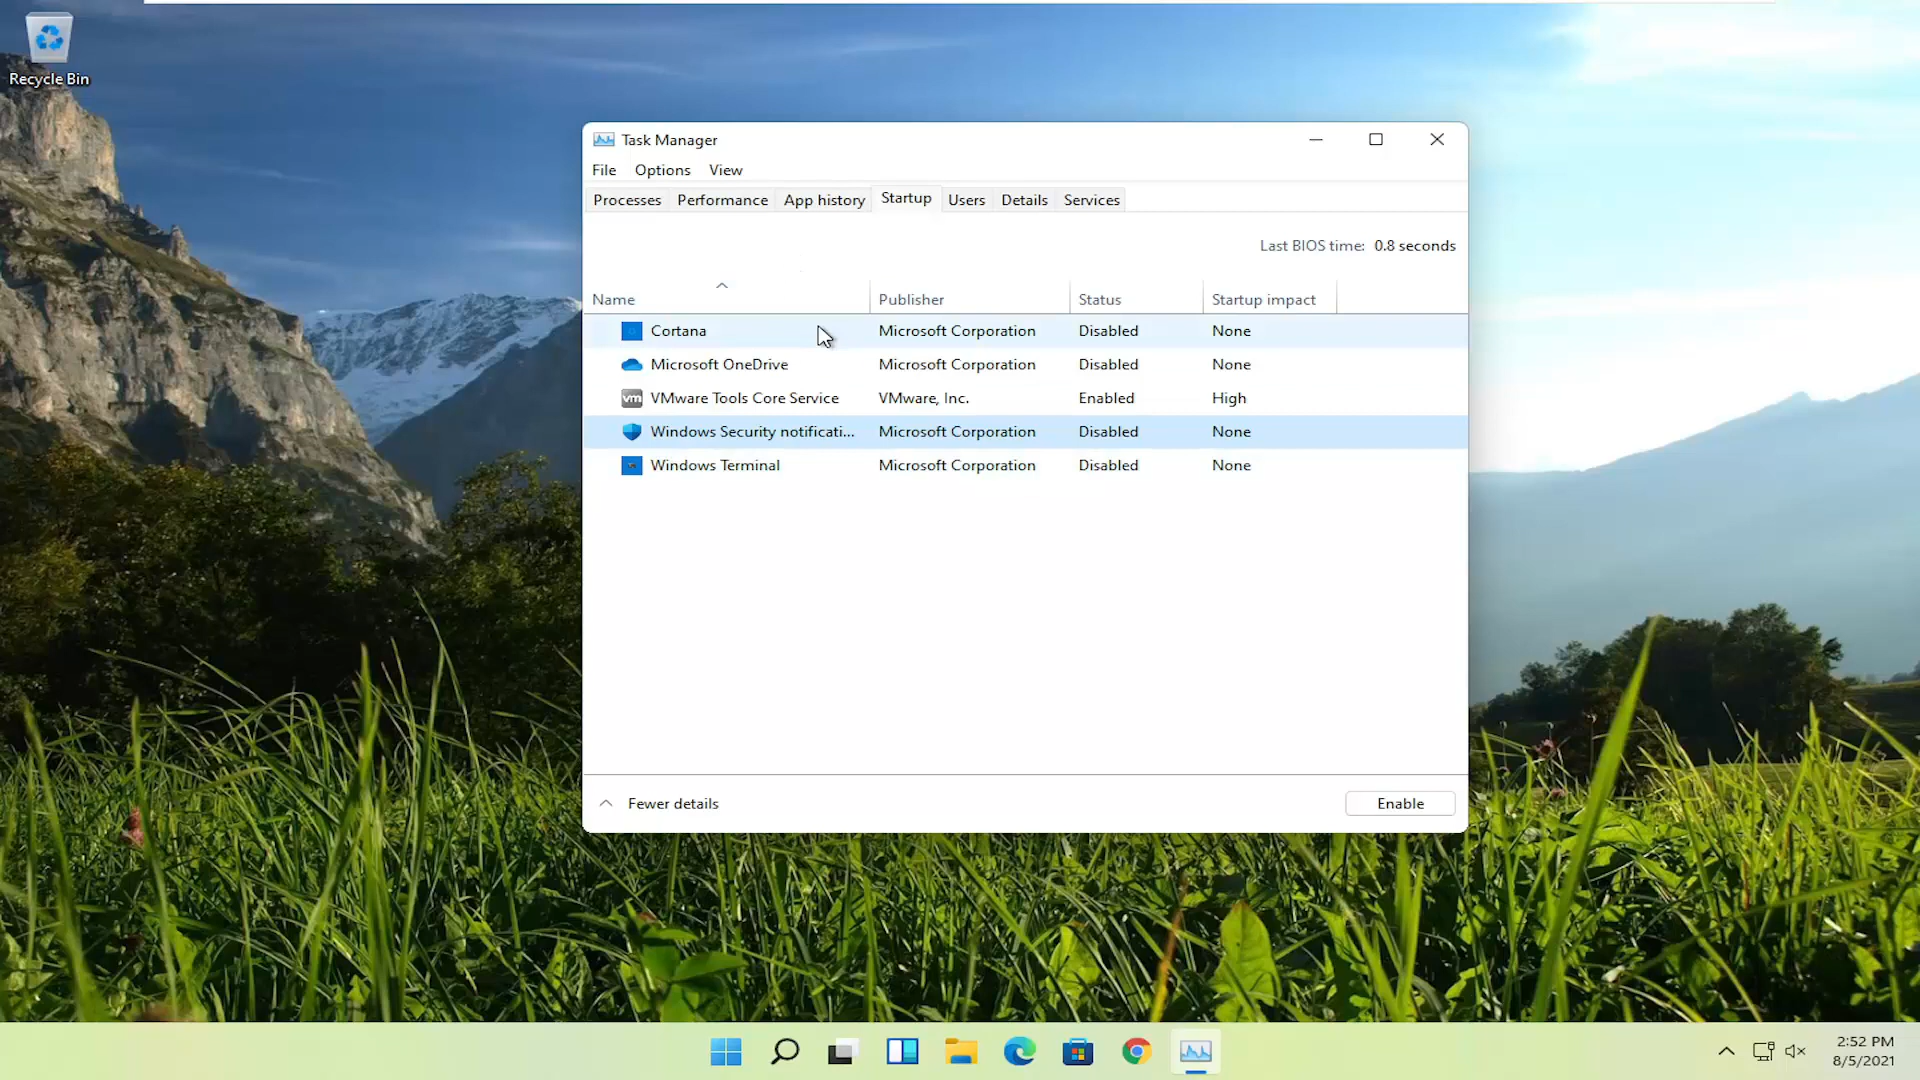 Recycle Bin
Task Manager
File Options View
Processes Performance App history Startup Users Details Services
Last BIOS time: 0.8 seconds
Name Publisher Status Startup impact
Cortana Microsoft Corporation Disabled None
Microsoft OneDrive Microsoft Corporation Disabled None
vm VMware Tools Core Service VMware, Inc. Enabled High
Windows Security notificati... Microsoft Corporation Disabled None
Windows Terminal Microsoft Corporation Disabled None
Fewer details Enable
2:52 PM
8/5/2021